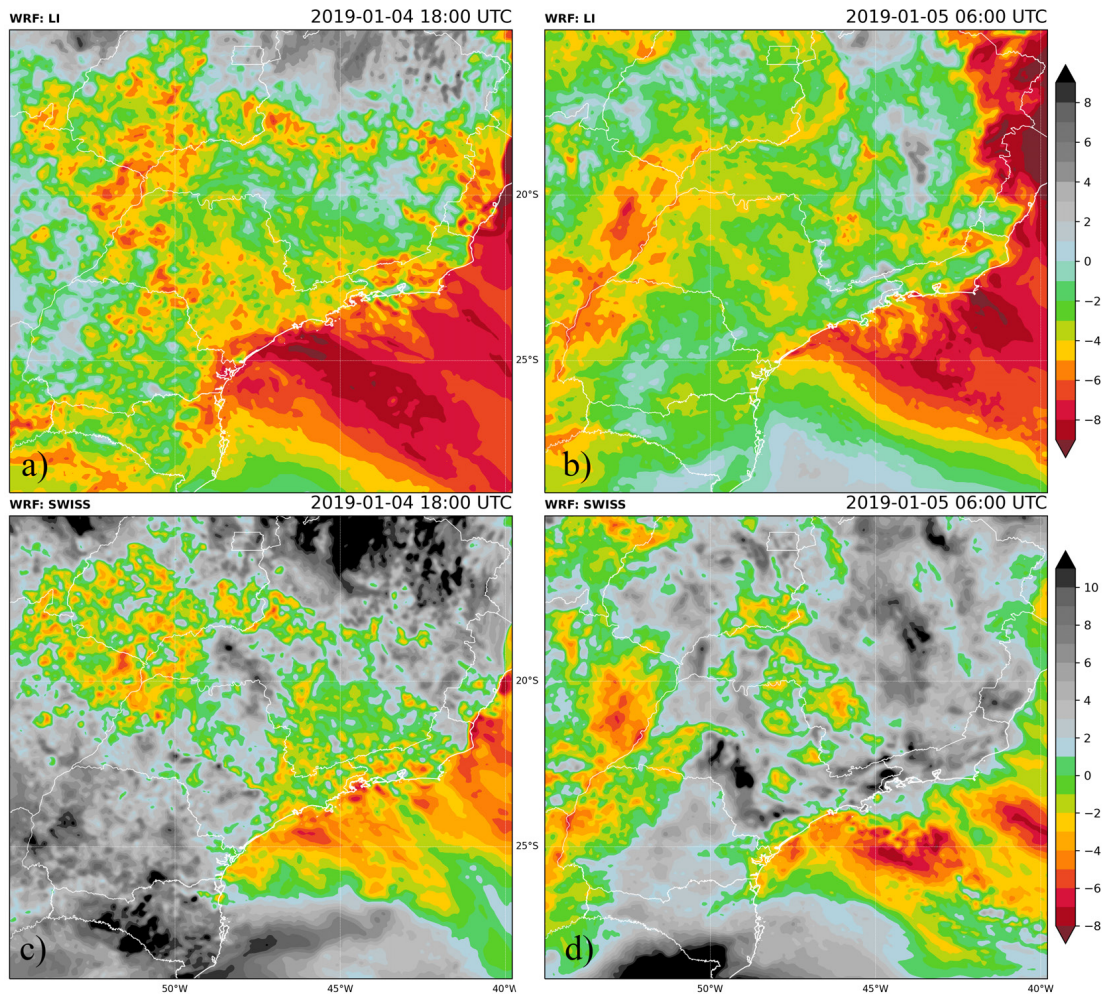 WRF: LI 2019-01-04 18:00 UTC
WRF: LI 2019-01-05 06:00 UTC
8
6
4
2
0
−2
−4
−6
−8
20°S
25°S
a)
b)
WRF: SWISS 2019-01-04 18:00 UTC
WRF: SWISS 2019-01-05 06:00 UTC
10
8
6
4
2
0
−2
−4
−6
−8
20°S
25°S
c)
d)
50°W 45°W 40°W
50°W 45°W 40°W